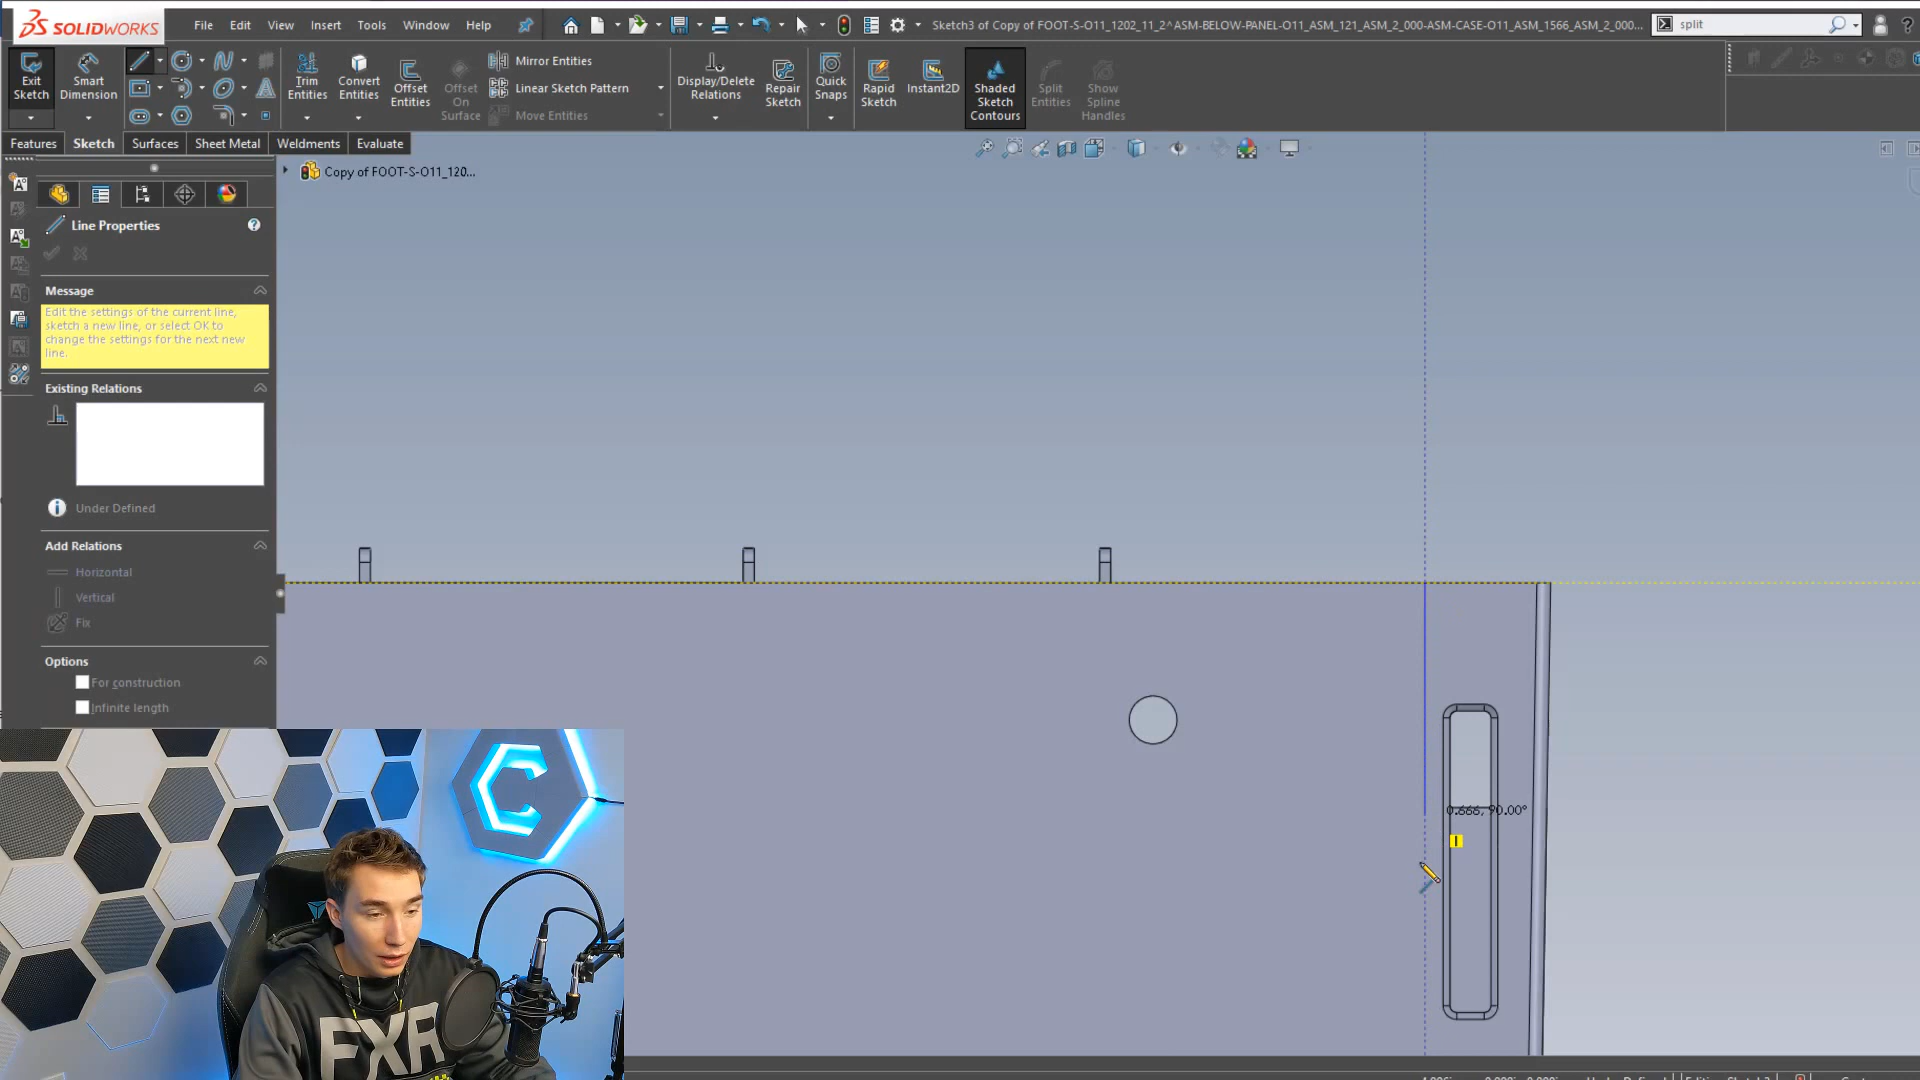 SOLIDWORKS
File Edit View Insert Tools Window Help
Sketch3 of Copy of FOOT-S-O11_1202_11_2^ASM-BELOW-PANEL-O11_ASM_121_ASM_2_000-ASM-CASE-O11_ASM_1566_ASM_2_000...
split
Exit Sketch
Smart Dimension
Trim Entities
Convert Entities
Offset Entities
Offset On Surface
Mirror Entities
Linear Sketch Pattern
Move Entities
Display/Delete Relations
Repair Sketch
Quick Snaps
Rapid Sketch
Instant2D
Shaded Sketch Contours
Split Entities
Show Spline Handles
Features Sketch Surfaces Sheet Metal Weldments Evaluate
Copy of FOOT-S-O11_120...
Line Properties
Message
Edit the settings of the current line,
sketch a new line, or select OK to
change the settings for the next new
line.
Existing Relations
Under Defined
Add Relations
Horizontal
Vertical
Fix
Options
For construction
Infinite length
0.666, 90.00°
FXR